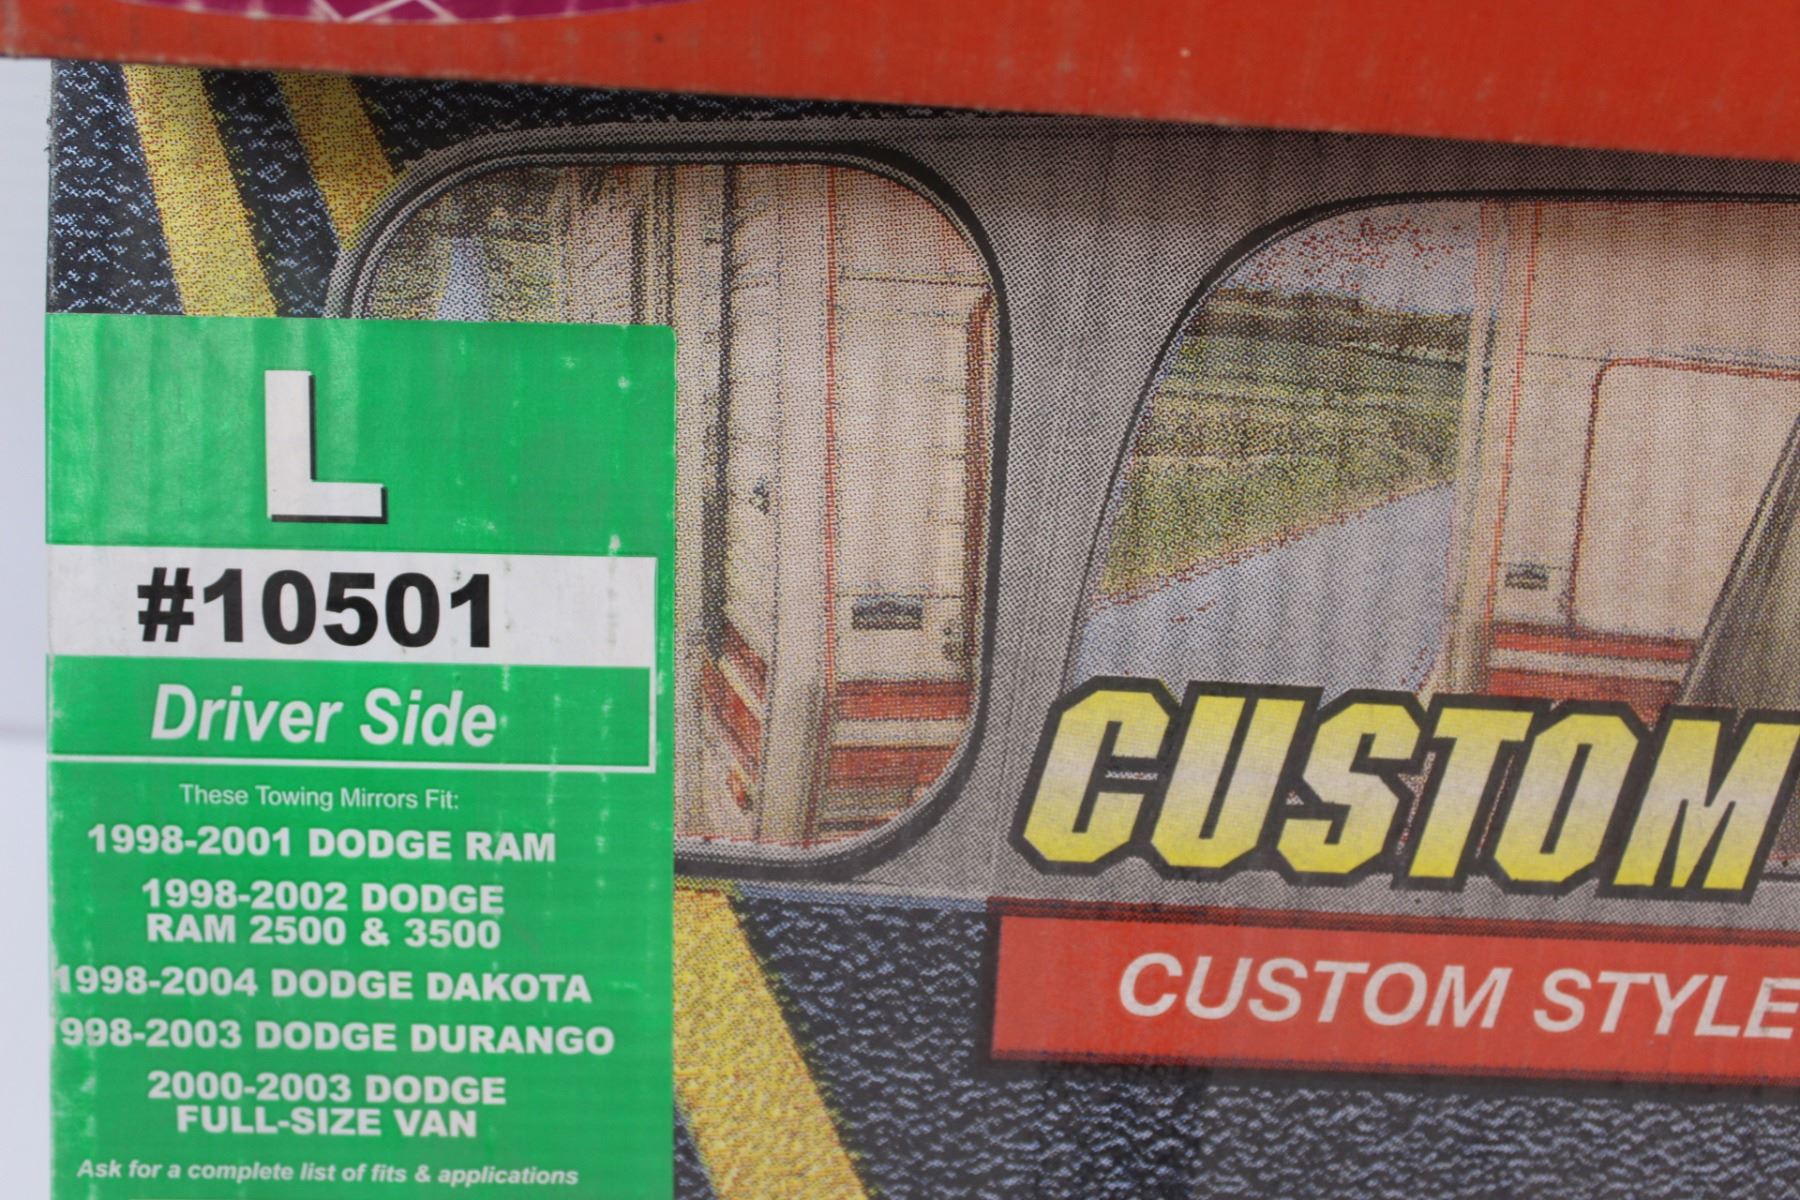 L
#10501
Driver Side
These Towing Mirrors Fit:
1998-2001 DODGE RAM
1998-2002 DODGE
RAM 2500 & 3500
1998-2004 DODGE DAKOTA
1998-2003 DODGE DURANGO
2000-2003 DODGE
FULL-SIZE VAN
Ask for a complete list of fits & applications
CUSTOM
CUSTOM STYLE